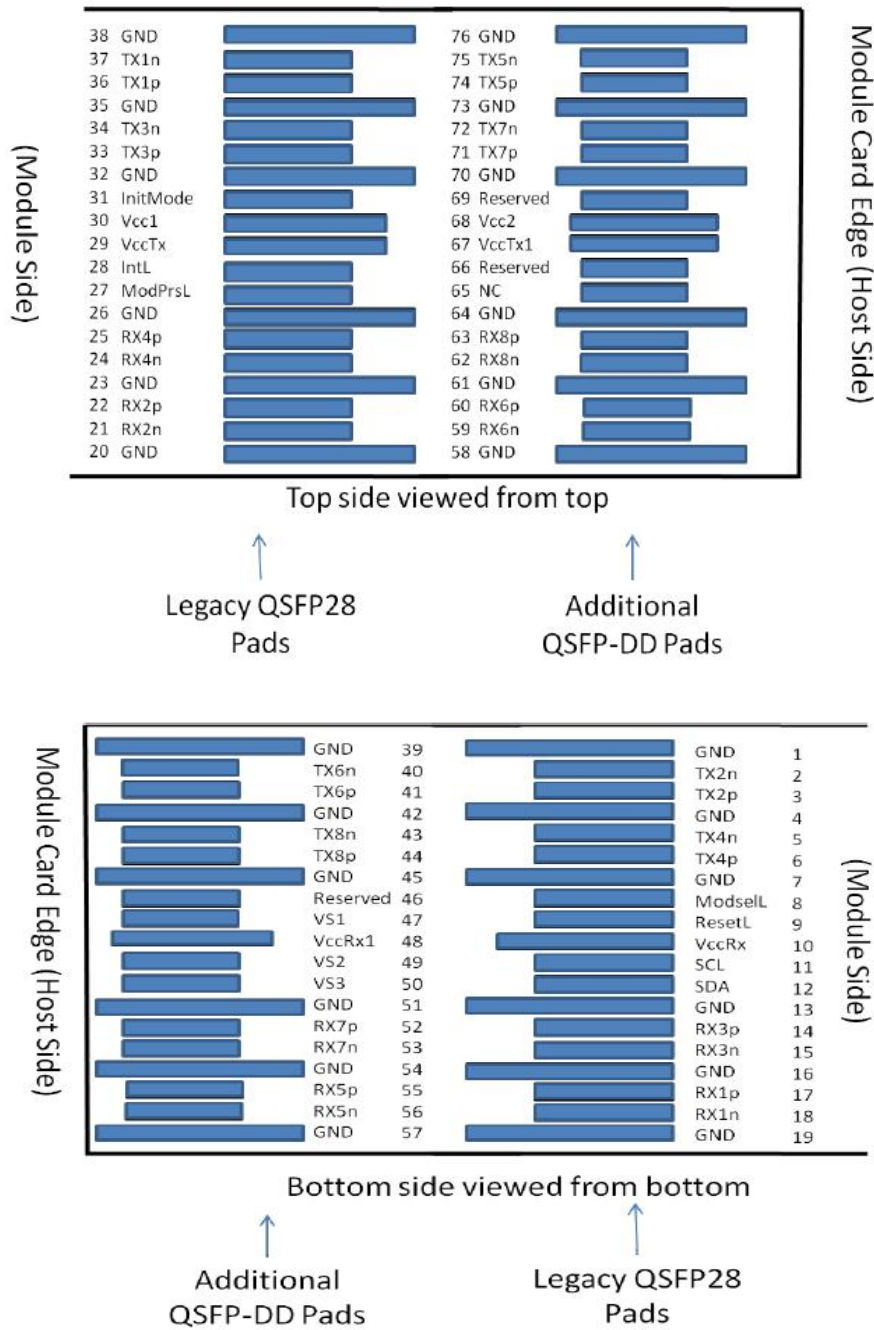 38 GND 76 GND
37 TX1n 75 TX5n
36 TX1p 74 TX5p
35 GND 73 GND
34 TX3n 72 TX7n
33 TX3p 71 TX7p
32 GND 70 GND
31 InitMode 69 Reserved
30 Vcc1 68 Vcc2
29 VccTx 67 VccTx1
28 IntL 66 Reserved
27 ModPrsL 65 NC
26 GND 64 GND
25 RX4p 63 RX8p
24 RX4n 62 RX8n
23 GND 61 GND
22 RX2p 60 RX6p
21 RX2n 59 RX6n
20 GND 58 GND
(Module Side)
Module Card Edge (Host Side)
Top side viewed from top
Legacy QSFP28
Pads
Additional
QSFP-DD Pads
Module Card Edge (Host Side)
GND 39 GND 1
TX6n 40 TX2n 2
TX6p 41 TX2p 3
GND 42 GND 4
TX8n 43 TX4n 5
TX8p 44 TX4p 6
GND 45 GND 7
Reserved 46 ModselL 8
VS1 47 ResetL 9
VccRx1 48 VccRx 10
VS2 49 SCL 11
VS3 50 SDA 12
GND 51 GND 13
RX7p 52 RX3p 14
RX7n 53 RX3n 15
GND 54 GND 16
RX5p 55 RX1p 17
RX5n 56 RX1n 18
GND 57 GND 19
(Module Side)
Bottom side viewed from bottom
Additional
QSFP-DD Pads
Legacy QSFP28
Pads